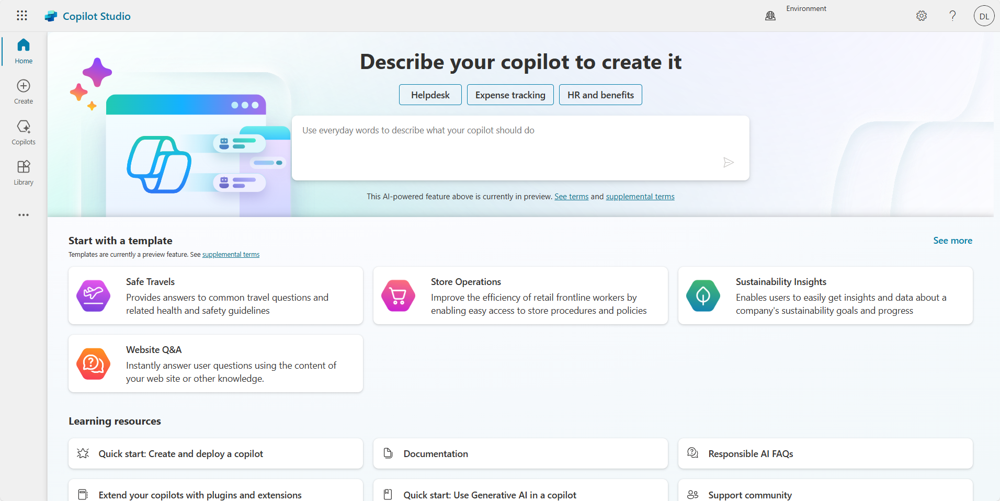 Copilot Studio
Environment
DL
Home
Create
Copilots
Library
Describe your copilot to create it
Helpdesk
Expense tracking
HR and benefits
Use everyday words to describe what your copilot should do
This AI-powered feature above is currently in preview. See terms and supplemental terms
Start with a template
See more
Templates are currently a preview feature. See supplemental terms
Safe Travels
Provides answers to common travel questions and
related health and safety guidelines
Store Operations
Improve the efficiency of retail frontline workers by
enabling easy access to store procedures and policies
Sustainability Insights
Enables users to easily get insights and data about a
company's sustainability goals and progress
Website Q&A
Instantly answer user questions using the content of
your web site or other knowledge.
Learning resources
Quick start: Create and deploy a copilot
Documentation
Responsible AI FAQs
Extend your copilots with plugins and extensions
Quick start: Use Generative AI in a copilot
Support community